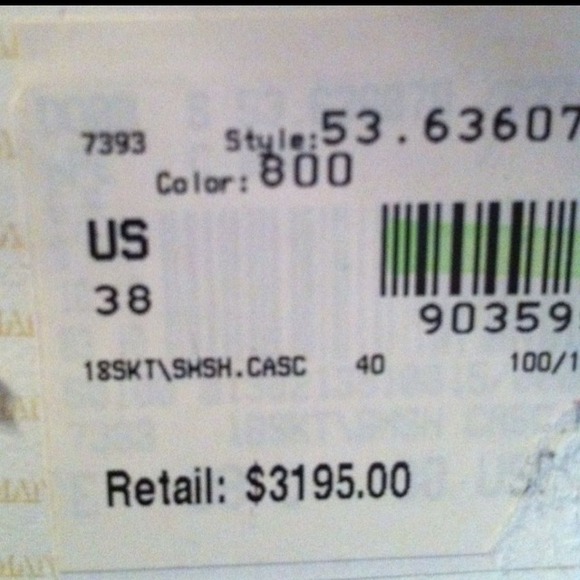 7393 Style:53.63607
Color:800
US
38
90359
18SKT\SMSH.CASC 40 100/1
Retail: $3195.00